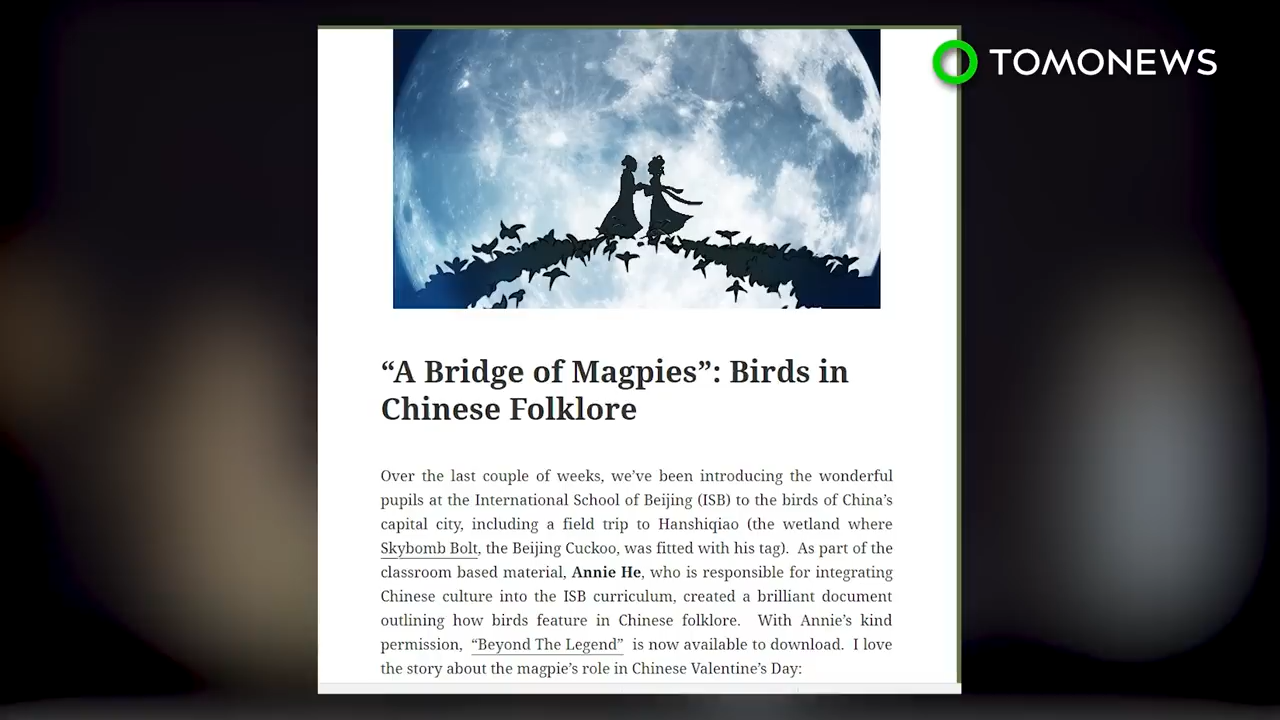 TOMONEWS
“A Bridge of Magpies”: Birds in
Chinese Folklore
Over the last couple of weeks, we’ve been introducing the wonderful
pupils at the International School of Beijing (ISB) to the birds of China’s
capital city, including a field trip to Hanshiqiao (the wetland where
Skybomb Bolt, the Beijing Cuckoo, was fitted with his tag).  As part of the
classroom based material, Annie He, who is responsible for integrating
Chinese culture into the ISB curriculum, created a brilliant document
outlining how birds feature in Chinese folklore.  With Annie’s kind
permission, “Beyond The Legend” is now available to download.  I love
the story about the magpie’s role in Chinese Valentine’s Day: